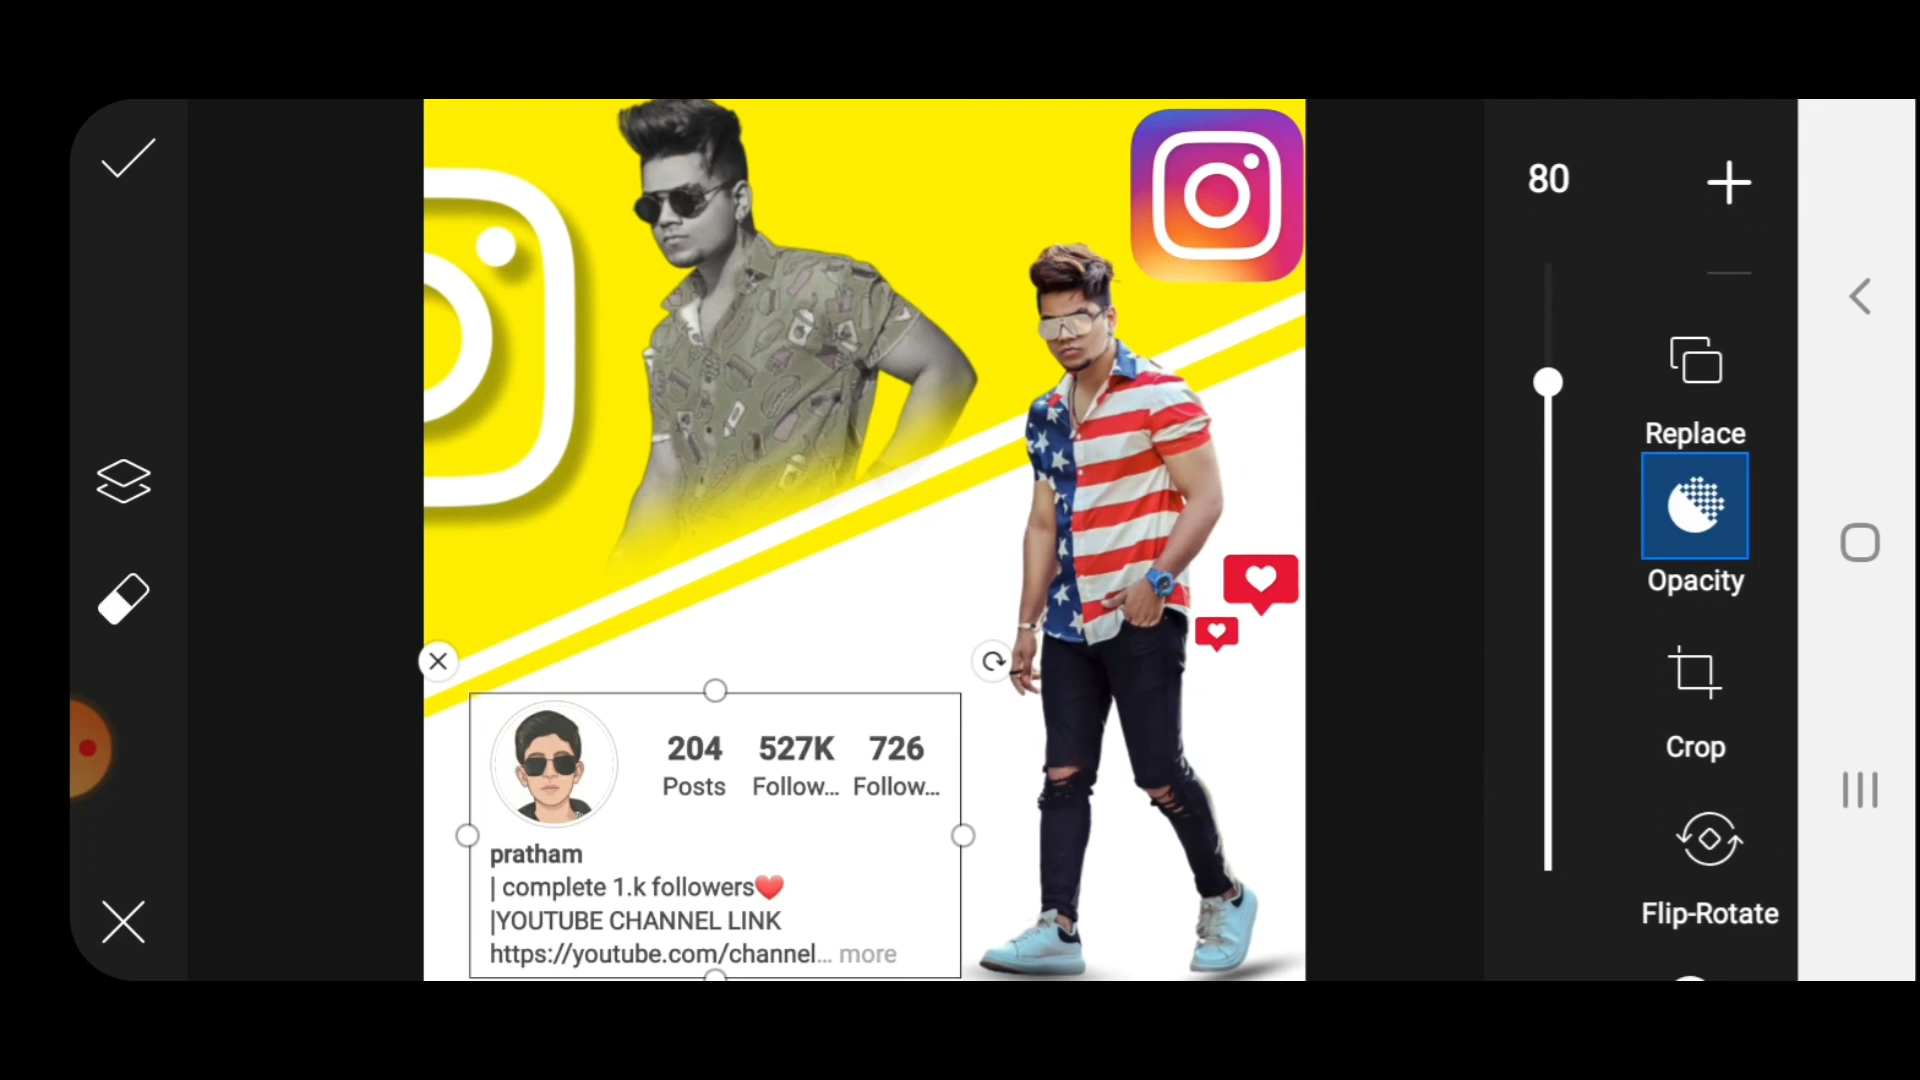 80
Replace
Opacity
Crop
Flip-Rotate
204 527K 726
Posts Follow... Follow...
pratham
| complete 1.k followers❤️
|YOUTUBE CHANNEL LINK
https://youtube.com/channel... more